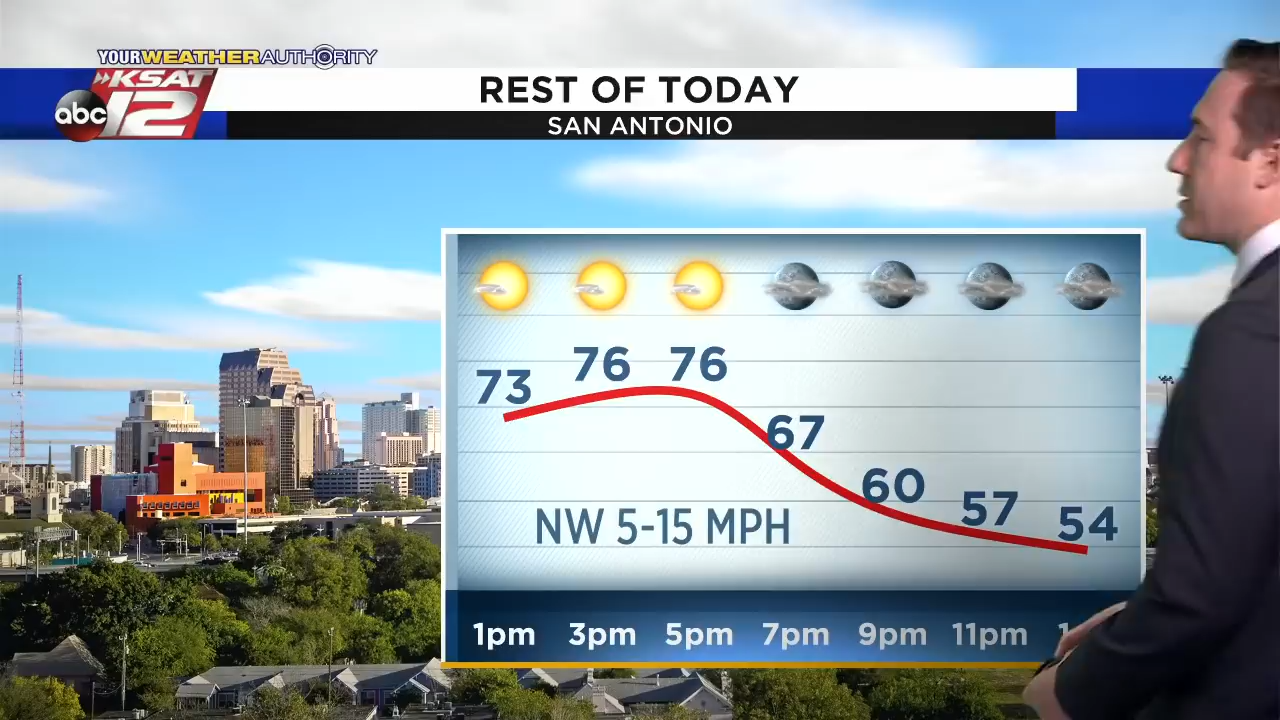 YOURWEATHERAUTHORITY
KSAT
abc 12
REST OF TODAY
SAN ANTONIO
73 76 76 67 60 57 54
NW 5-15 MPH
1pm 3pm 5pm 7pm 9pm 11pm